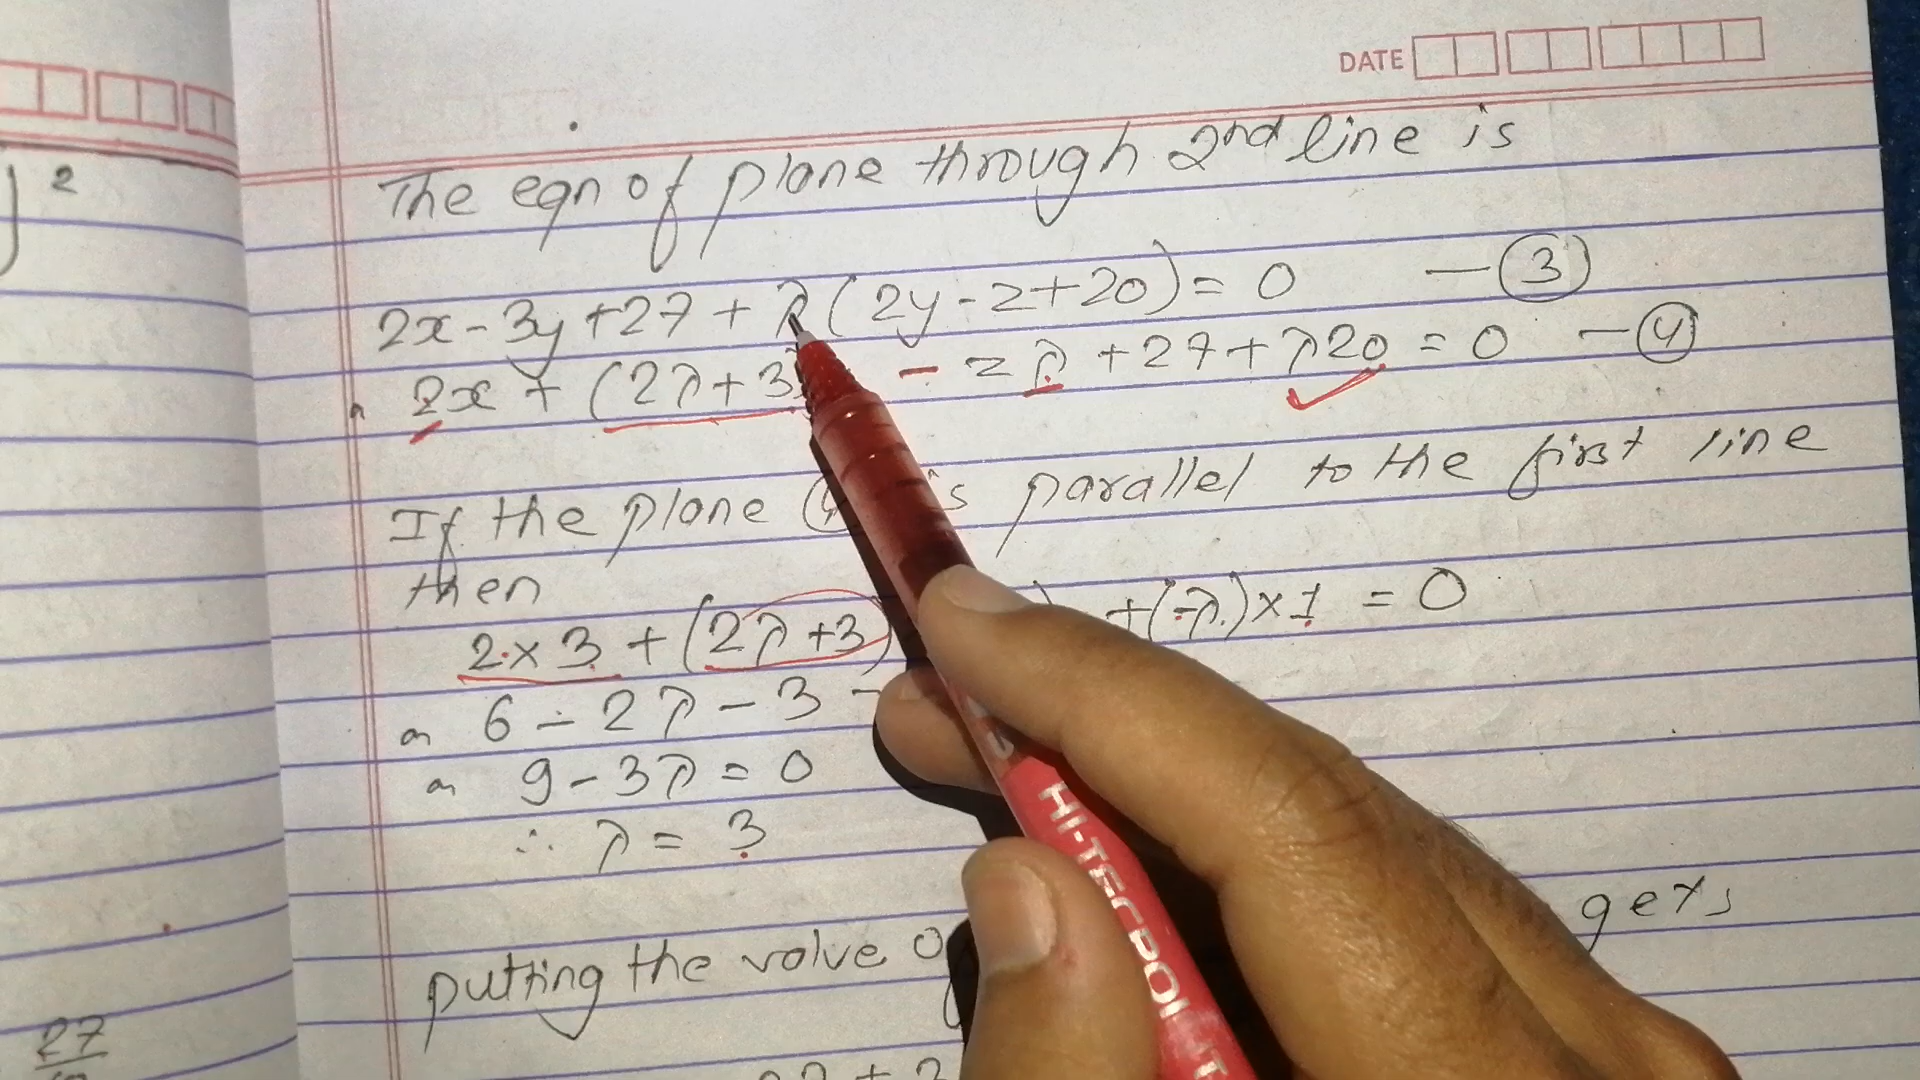 DATE
2
The eqn of plane through 2nd line is
2x - 3y + 27 + λ(2y - z + 20) = 0 — (3)
n 2x + (2λ + 3) - zλ + 27 + λ20 = 0 — (4)
If the plane is parallel to the first line
then
2 × 3 + (2λ + 3) + (-λ) × 1 = 0
6 - 2λ - 3 -
9 - 3λ = 0
∴ λ = 3
putting the value gets
27
HI-TECPOINT